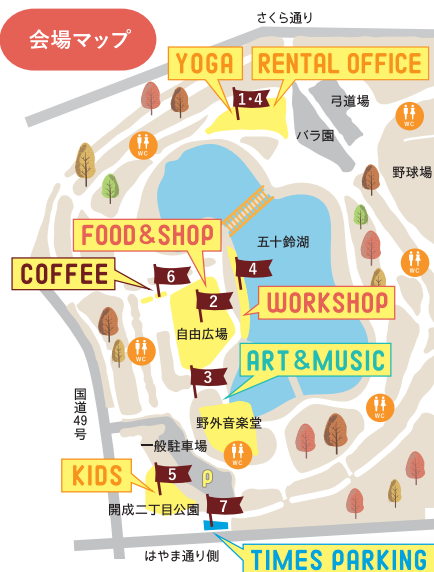 さくら通り
会場マップ
YOGA
RENTAL OFFICE
1・4
弓道場
WC
バラ園
WC
野球場
FOOD&SHOP
五十鈴湖
WC
COFFEE
6
4
2
WORKSHOP
自由広場
WC
ART&MUSIC
3
国道49号
WC
野外音楽堂
一般駐車場
WC
KIDS
5
P
開成二丁目公園
7
はやま通り側
TIMES PARKING